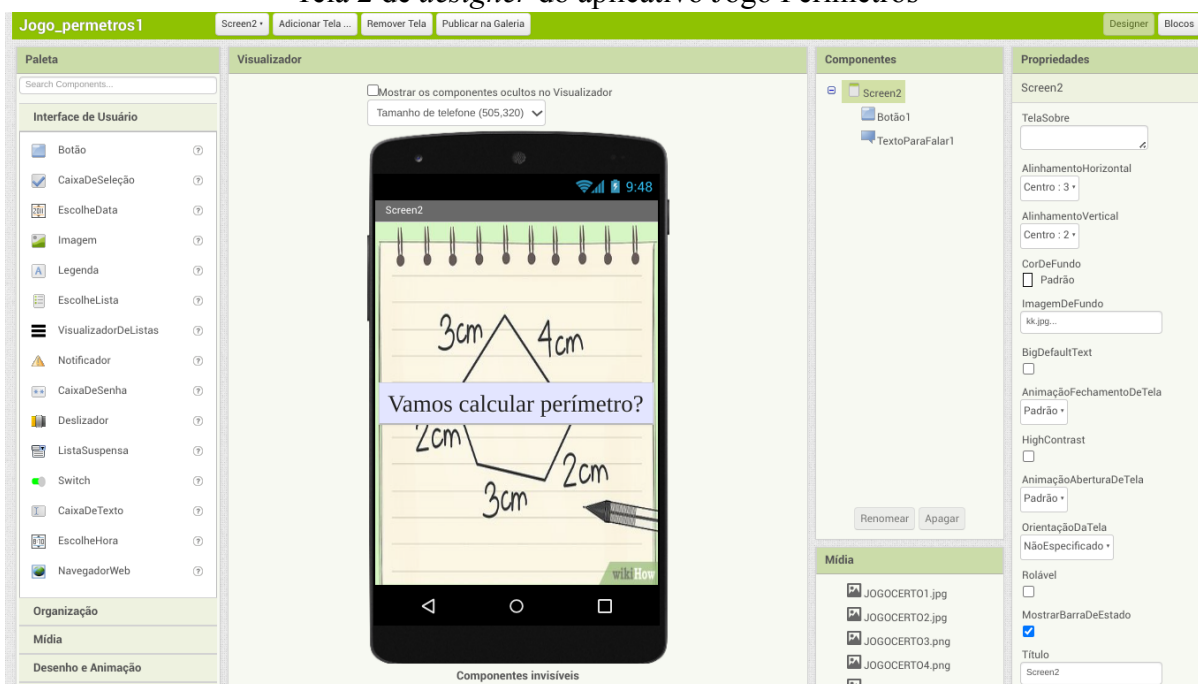 Tela 2 de designer do aplicativo Jogo Perímetros
Jogo_permetros1
Screen2
Adicionar Tela ...
Remover Tela
Publicar na Galeria
Designer
Blocos
Paleta
Search Components...
Interface de Usuário
Botão
CaixaDeSeleção
EscolheData
Imagem
Legenda
EscolheLista
VisualizadorDeListas
Notificador
CaixaDeSenha
Deslizador
ListaSuspensa
Switch
CaixaDeTexto
EscolheHora
NavegadorWeb
Organização
Mídia
Desenho e Animação
Visualizador
Mostrar os componentes ocultos no Visualizador
Tamanho de telefone (505,320)
9:48
Screen2
3cm
4cm
Vamos calcular perímetro?
2cm
2cm
3cm
wikiHow
Componentes invisíveis
Componentes
Screen2
Botão1
TextoParaFalar1
Renomear
Apagar
Mídia
JOGOCERTO1.jpg
JOGOCERTO2.jpg
JOGOCERTO3.png
JOGOCERTO4.png
Propriedades
Screen2
TelaSobre
AlinhamentoHorizontal
Centro : 3
AlinhamentoVertical
Centro : 2
CorDeFundo
Padrão
ImagemDeFundo
kk.jpg...
BigDefaultText
AnimaçãoFechamentoDeTela
Padrão
HighContrast
AnimaçãoAberturaDeTela
Padrão
OrientaçãoDaTela
NãoEspecificado
Rolável
MostrarBarraDeEstado
Título
Screen2